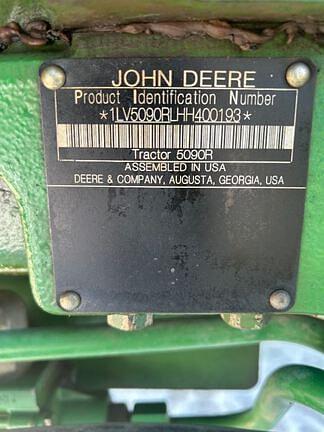 JOHN DEERE
Product Identification Number
*1LV5090RLHH400193*
Tractor 5090R
ASSEMBLED IN USA
DEERE & COMPANY, AUGUSTA, GEORGIA, USA